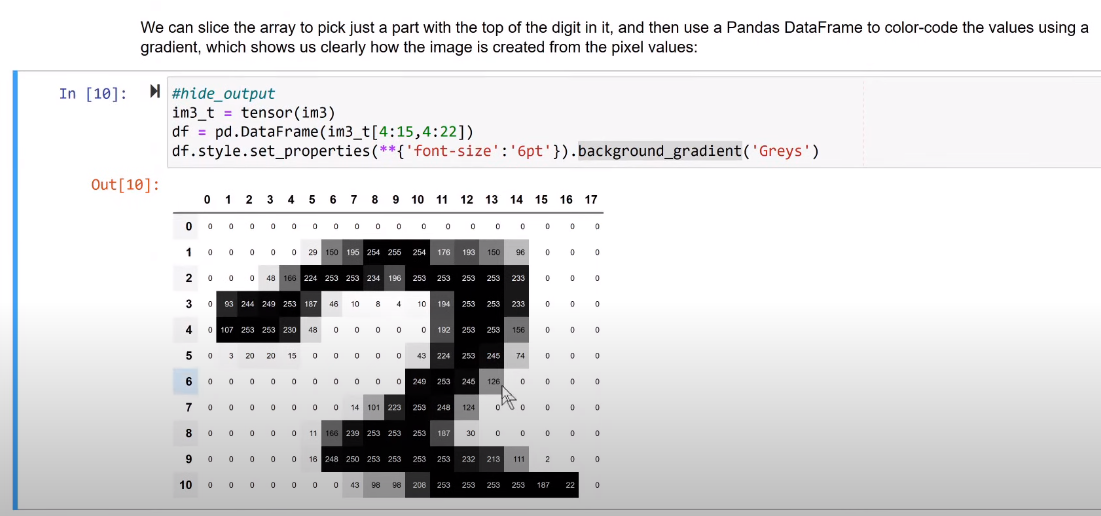 We can slice the array to pick just a part with the top of the digit in it, and then use a Pandas DataFrame to color-code the values using a
gradient, which shows us clearly how the image is created from the pixel values:
In [10]:
#hide_output
im3_t = tensor(im3)
df = pd.DataFrame(im3_t[4:15,4:22])
df.style.set_properties(**{'font-size':'6pt'}).background_gradient('Greys')
Out[10]:
0 1 2 3 4 5 6 7 8 9 10 11 12 13 14 15 16 17
0 0 0 0 0 0 0 0 0 0 0 0 0 0 0 0 0 0 0
1 0 0 0 0 0 29 150 195 254 255 254 176 193 150 96 0 0 0
2 0 0 0 48 166 224 253 253 234 196 253 253 253 253 233 0 0 0
3 0 93 244 249 253 187 46 10 8 4 10 194 253 253 233 0 0 0
4 0 107 253 253 230 48 0 0 0 0 0 192 253 253 156 0 0 0
5 0 3 20 20 15 0 0 0 0 0 43 224 253 245 74 0 0 0
6 0 0 0 0 0 0 0 0 0 0 249 253 245 126 0 0 0 0
7 0 0 0 0 0 0 0 14 101 223 253 248 124 0 0 0 0 0
8 0 0 0 0 0 11 166 239 253 253 253 187 30 0 0 0 0 0
9 0 0 0 0 0 16 248 250 253 253 253 253 232 213 111 2 0 0
10 0 0 0 0 0 0 0 43 98 98 208 253 253 253 253 187 22 0